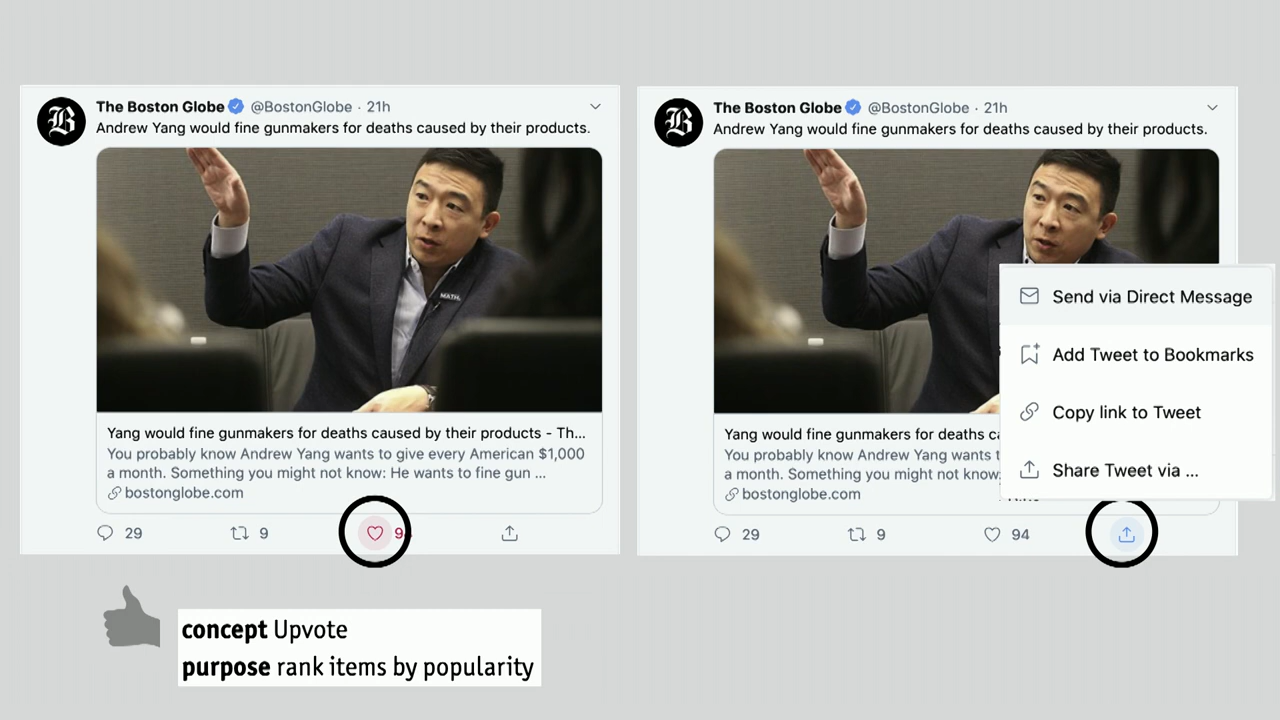 The Boston Globe @BostonGlobe · 21h
Andrew Yang would fine gunmakers for deaths caused by their products.
MATH.
Yang would fine gunmakers for deaths caused by their products - Th...
You probably know Andrew Yang wants to give every American $1,000
a month. Something you might not know: He wants to fine gun ...
bostonglobe.com
29 9 9
The Boston Globe @BostonGlobe · 21h
Andrew Yang would fine gunmakers for deaths caused by their products.
Send via Direct Message
Add Tweet to Bookmarks
Copy link to Tweet
Share Tweet via ...
Yang would fine gunmakers for deaths c
You probably know Andrew Yang wants t
a month. Something you might not know
bostonglobe.com
29 9 94
concept Upvote
purpose rank items by popularity